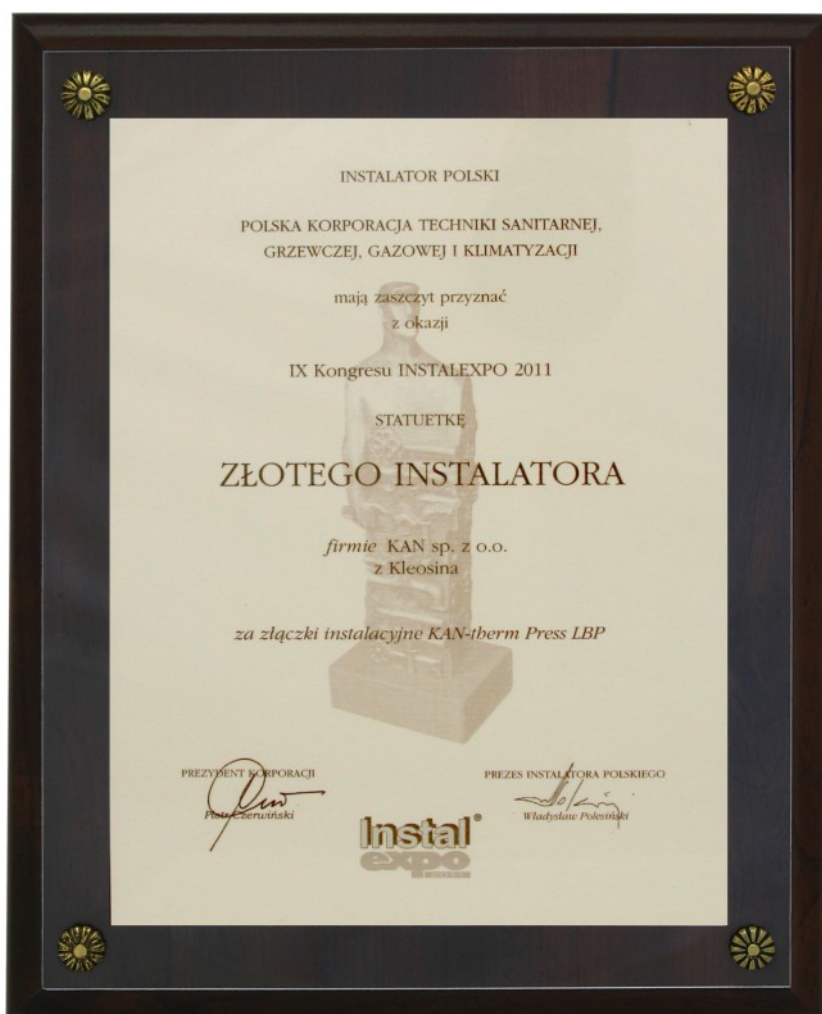 INSTALATOR POLSKI
POLSKA KORPORACJA TECHNIKI SANITARNEJ,
GRZEWCZEJ, GAZOWEJ I KLIMATYZACJI
mają zaszczyt przyznać
z okazji
IX Kongresu INSTALEXPO 2011
STATUETKĘ
ZŁOTEGO INSTALATORA
firmie KAN sp. z o.o.
z Kleosina
za złączki instalacyjne KAN-therm Press LBP
PREZYDENT KORPORACJI
Piotr Czerwiński
PREZES INSTALATORA POLSKIEGO
Władysław Polesiński
Instal®
expo